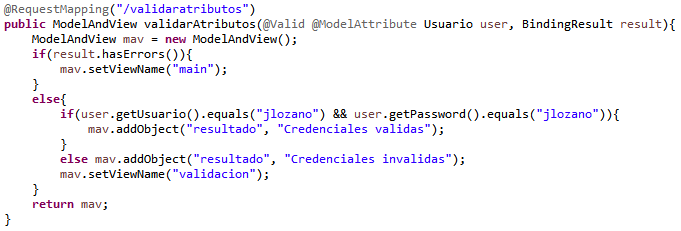 @RequestMapping("/validaratributos")
public ModelAndView validarAtributos(@Valid @ModelAttribute Usuario user, BindingResult result){
    ModelAndView mav = new ModelAndView();
    if(result.hasErrors()){
        mav.setViewName("main");
    }
    else{
        if(user.getUsuario().equals("jlozano") && user.getPassword().equals("jlozano")){
            mav.addObject("resultado", "Credenciales validas");
        }
        else mav.addObject("resultado", "Credenciales invalidas");
        mav.setViewName("validacion");
    }
    return mav;
}